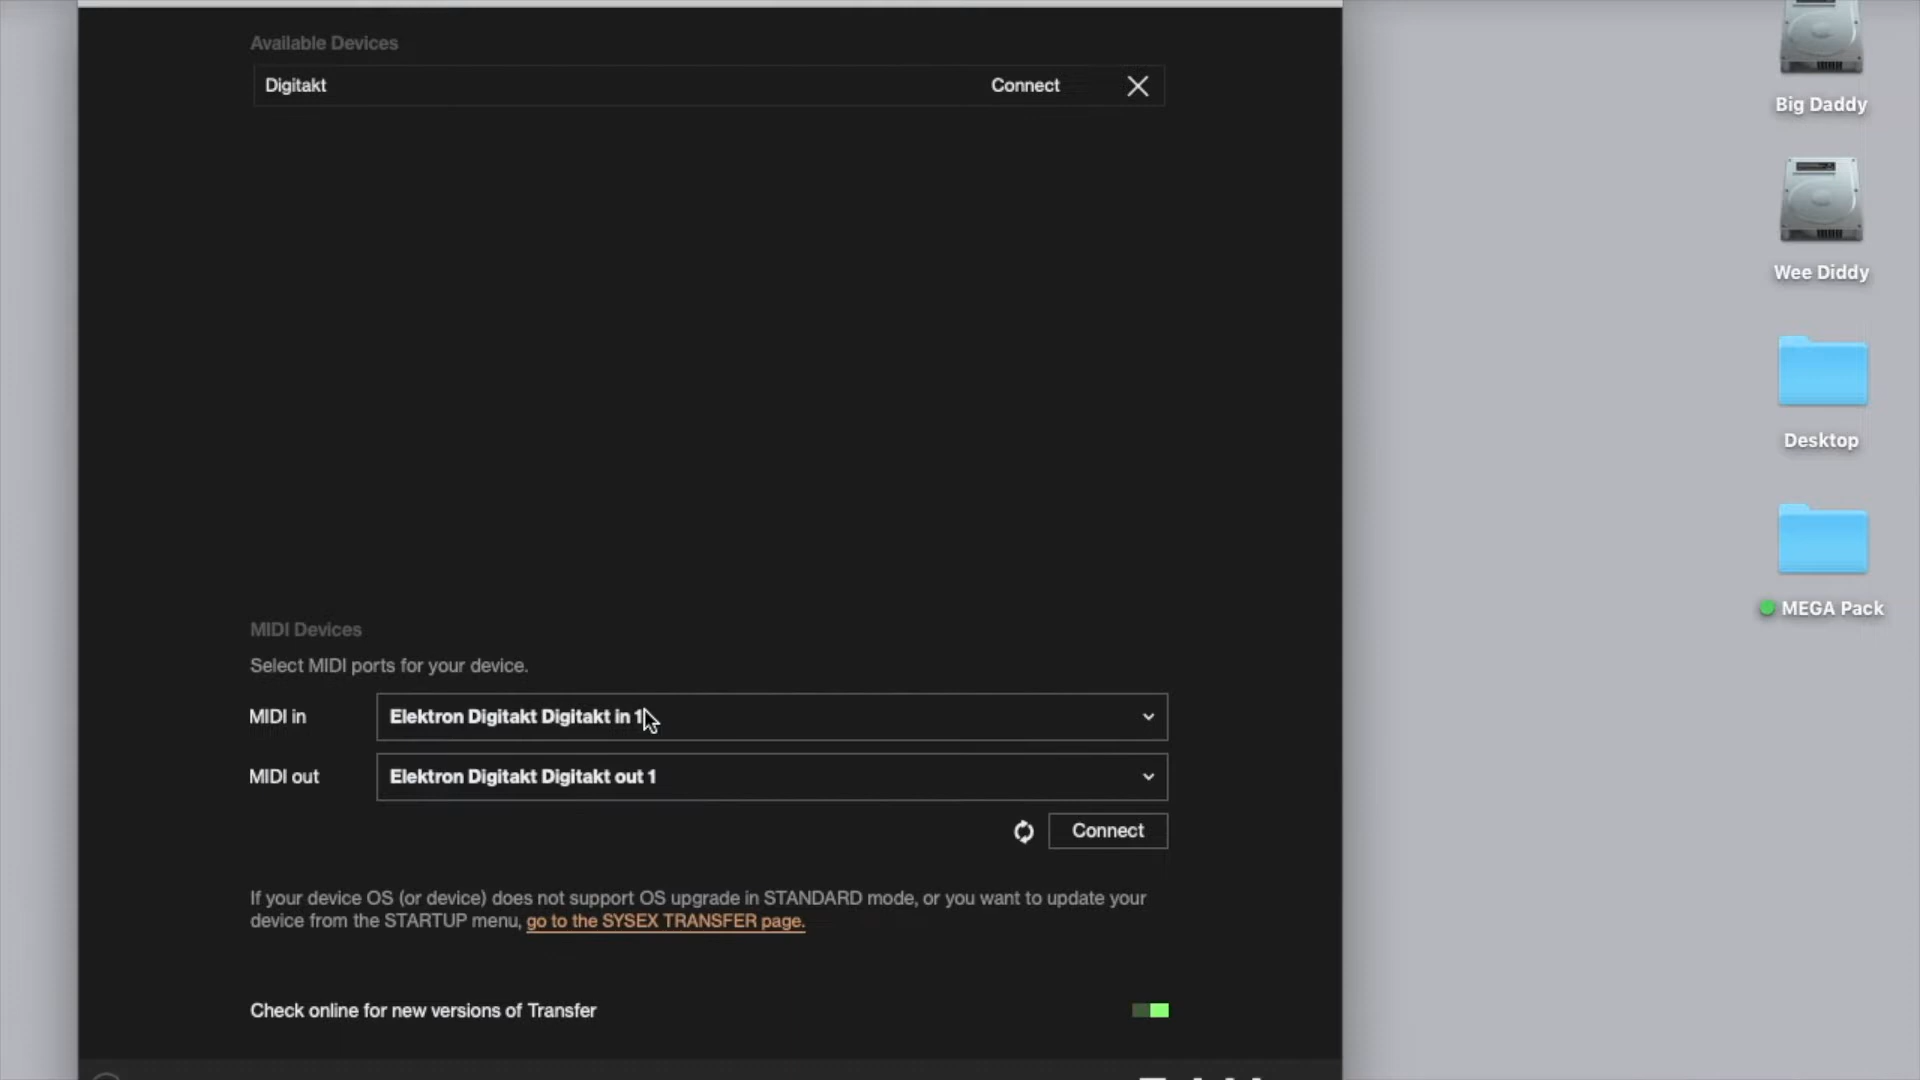 Available Devices
Digitakt Connect
Big Daddy
Wee Diddy
Desktop
MEGA Pack
MIDI Devices
Select MIDI ports for your device.
MIDI in Elektron Digitakt Digitakt in 1
MIDI out Elektron Digitakt Digitakt out 1
Connect
If your device OS (or device) does not support OS upgrade in STANDARD mode, or you want to update your
device from the STARTUP menu, go to the SYSEX TRANSFER page.
Check online for new versions of Transfer